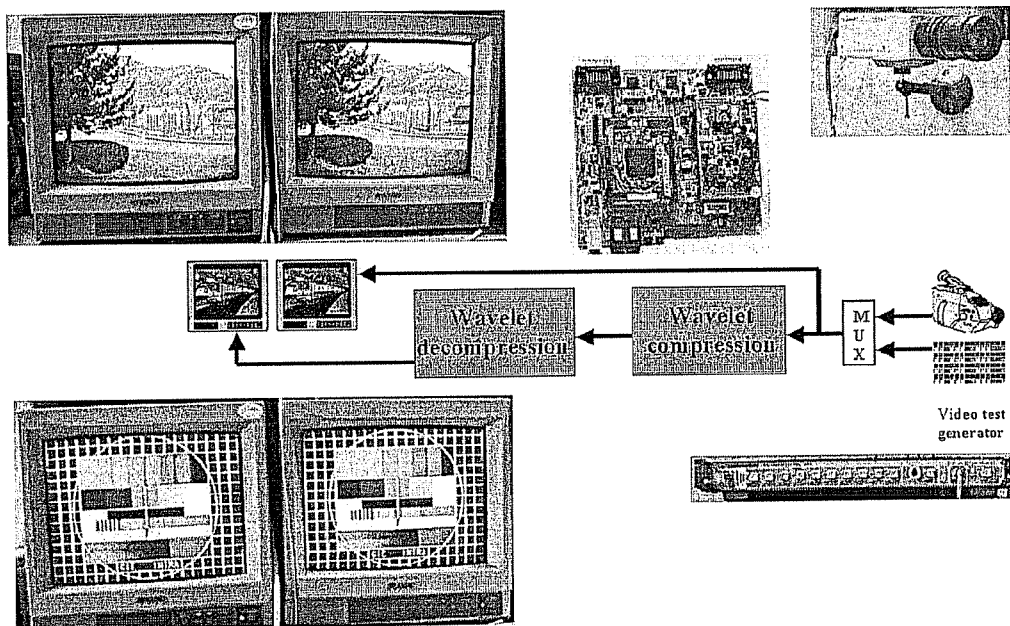 Wavelet
decompression
Wavelet
compression
M
U
X
Video test
generator